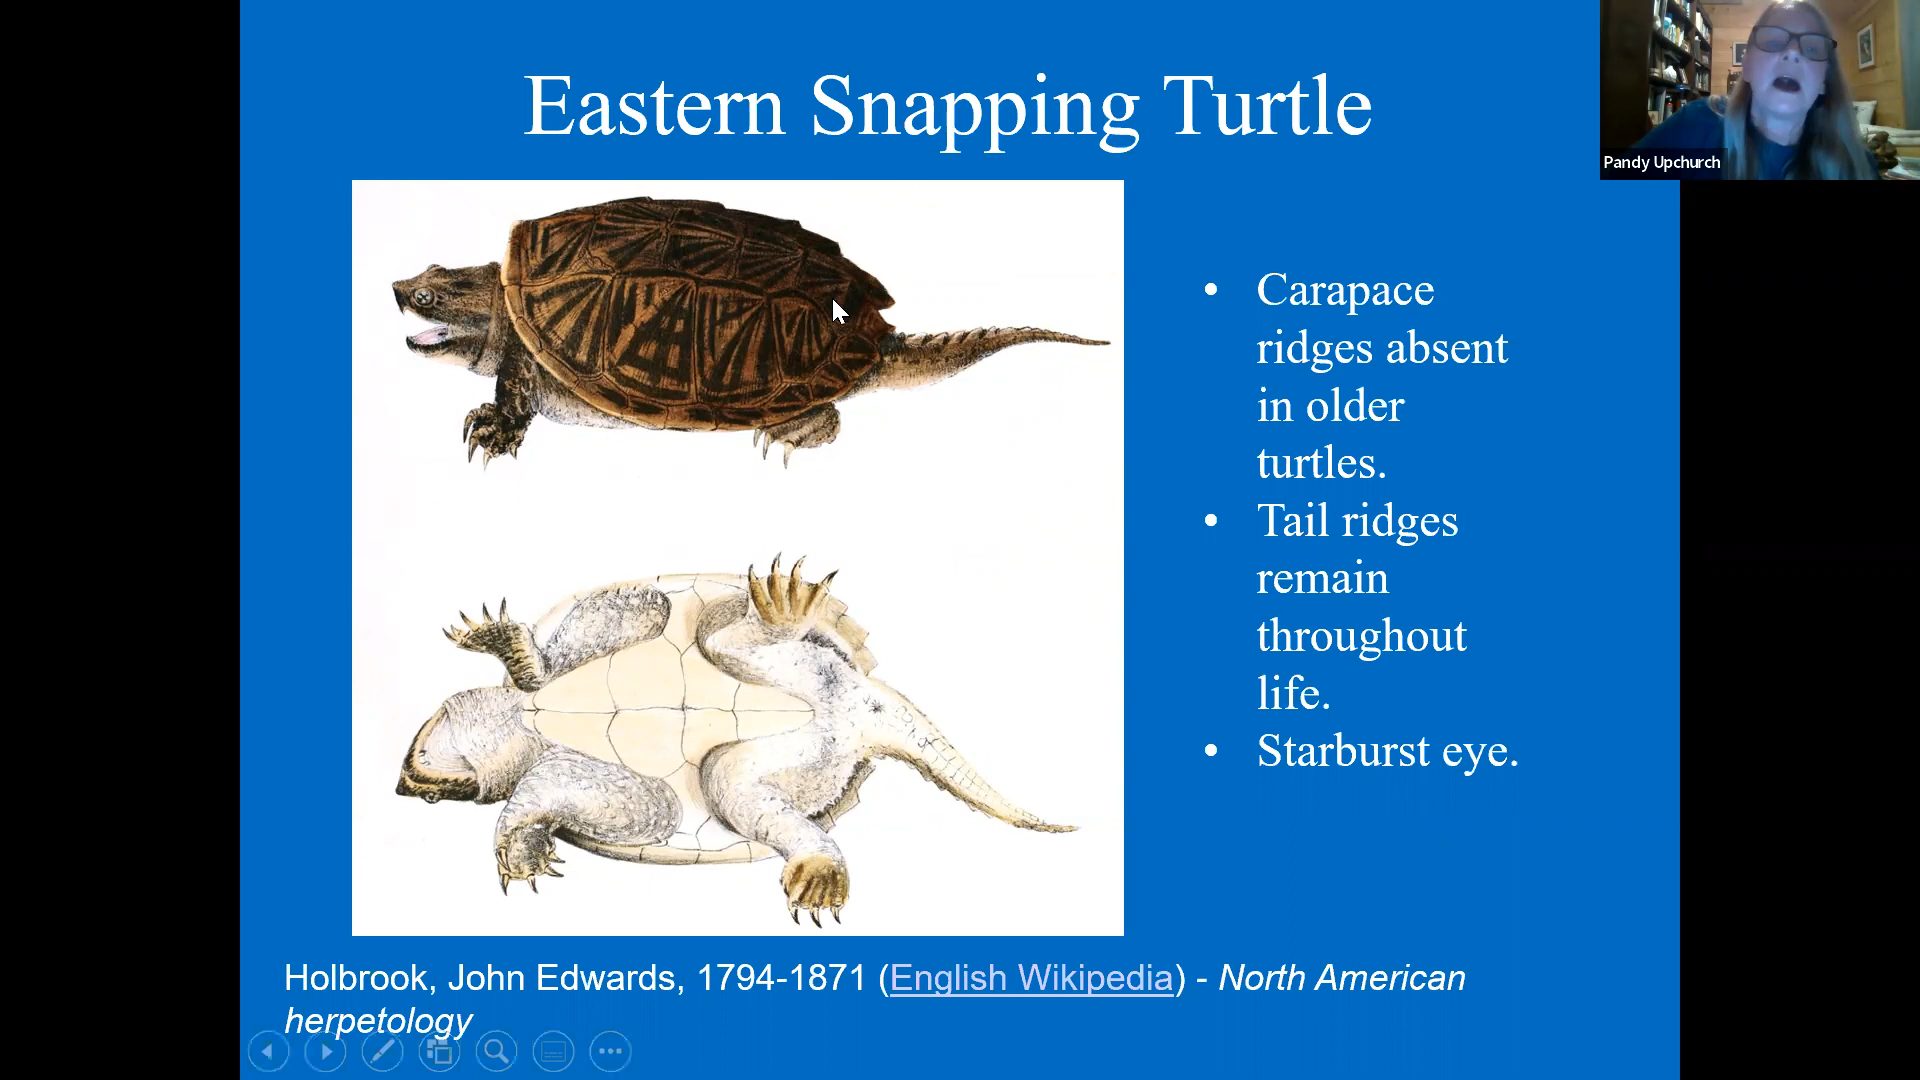 Eastern Snapping Turtle
Pandy Upchurch
• Carapace
ridges absent
in older
turtles.
• Tail ridges
remain
throughout
life.
• Starburst eye.
Holbrook, John Edwards, 1794-1871 (English Wikipedia) - North American
herpetology